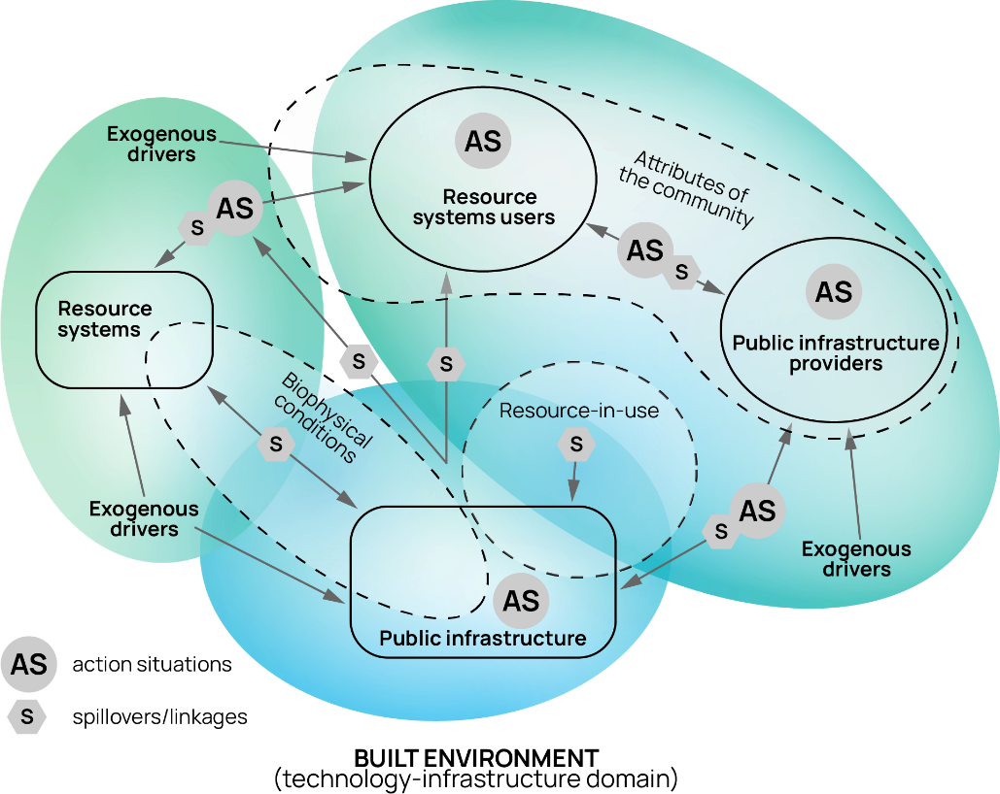 Exogenous
drivers
AS
S
Resource
systems
AS
Resource
systems users
Attributes of
the community
AS
S
AS
Public infrastructure
providers
S
S
Biophysical
conditions
S
Resource-in-use
S
Exogenous
drivers
AS
S
Exogenous
drivers
AS
Public infrastructure
AS action situations
S spillovers/linkages
BUILT ENVIRONMENT
(technology-infrastructure domain)